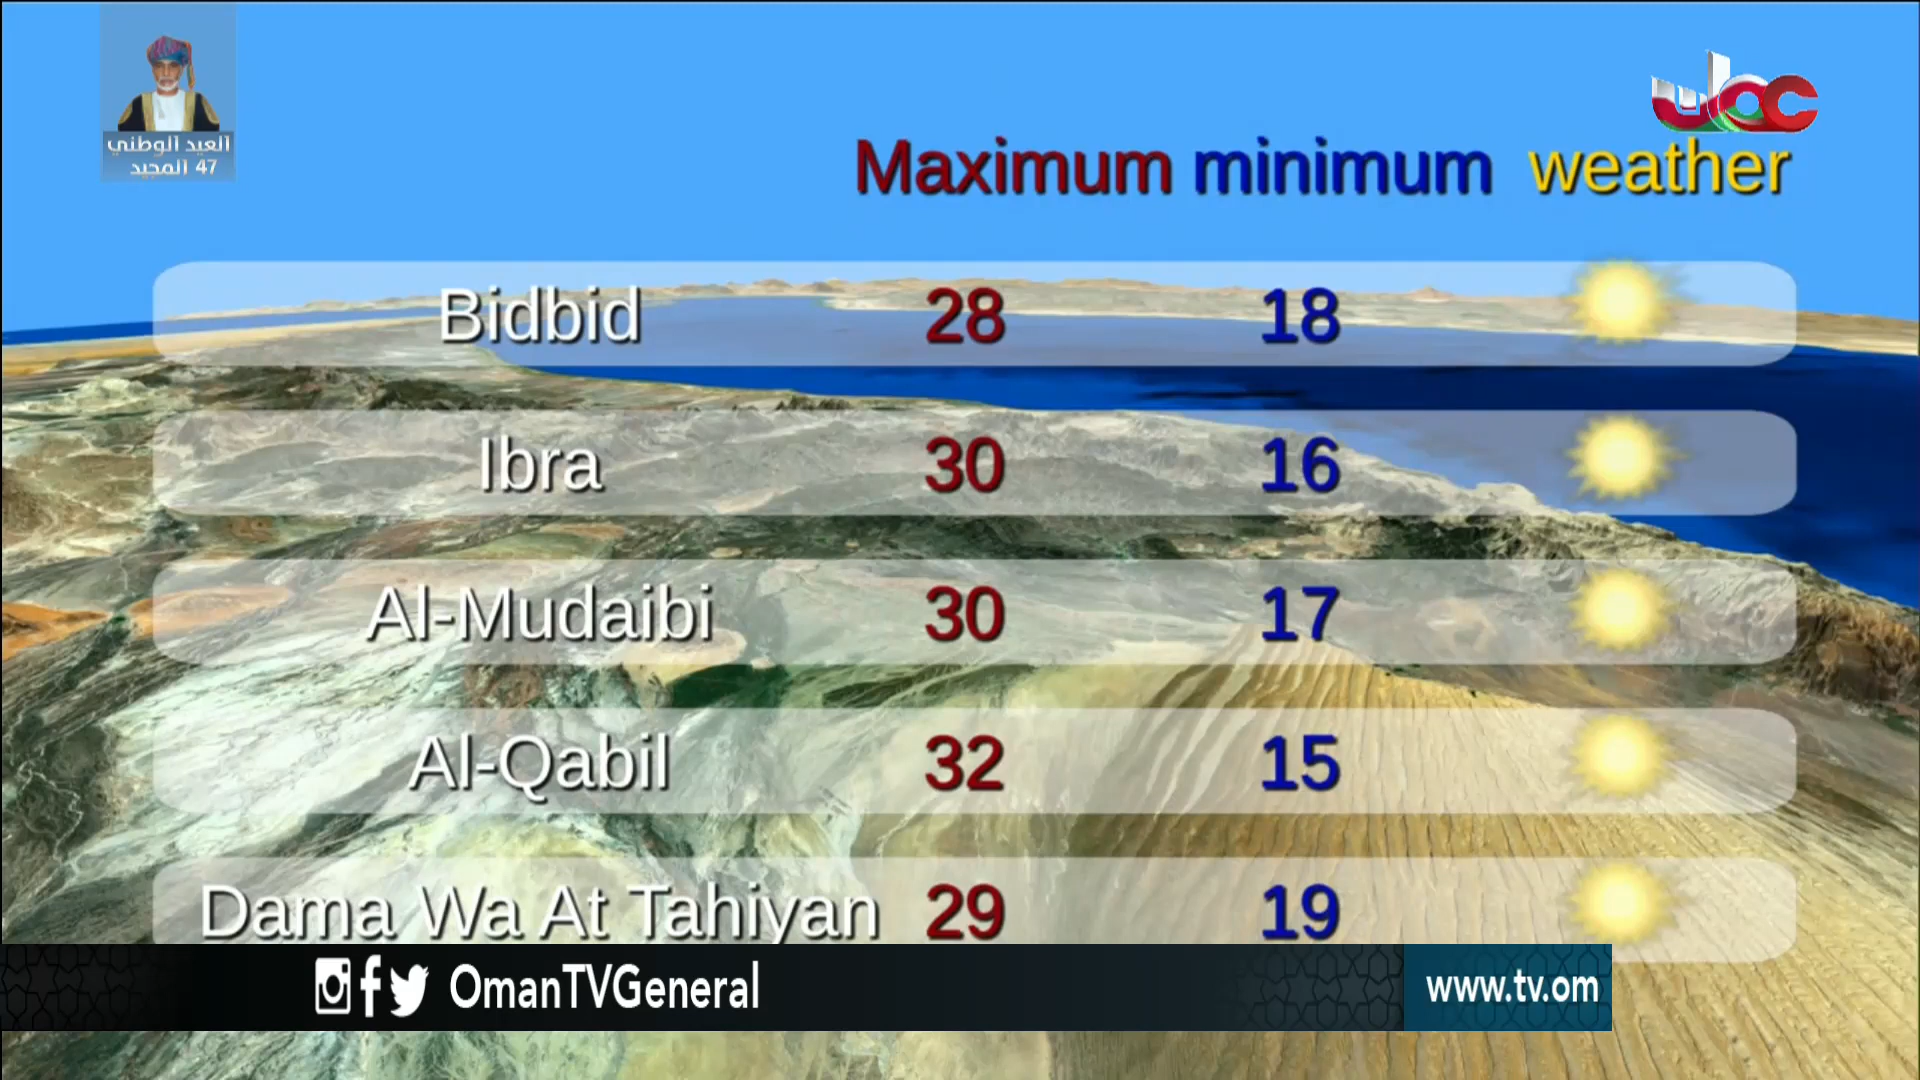 العيد الوطني
47 المجيد
عمان
Maximum minimum weather
Bidbid 28 18
Ibra 30 16
Al-Mudaibi 30 17
Al-Qabil 32 15
Dama Wa At Tahiyan 29 19
OmanTVGeneral
www.tv.om